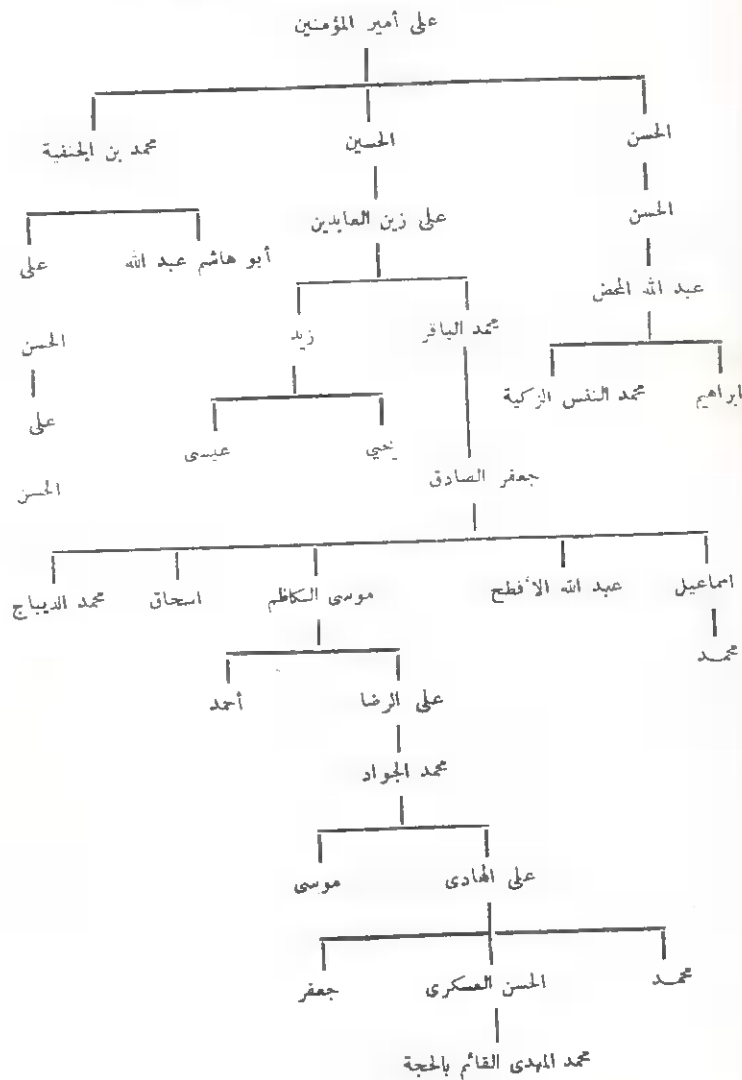 على أمير المؤمنين
الحسن
الحسين
محمد بن الحنفية
الحسن
على زين العابدين
أبو هاشم عبد الله
على
عبد الله المحض
محمد الباقر
زيد
الحسن
ابراهيم
محمد النفس الزكية
يحيي
عيسى
على
جعفر الصادق
الحسن
اسماعيل
عبد الله الأفطح
موسى الكاظم
اسحاق
محمد الديباج
محمد
على الرضا
أحمد
محمد الجواد
على الهادى
موسى
محمد
الحسن العسكرى
جعفر
محمد المهدى القائم بالحجة